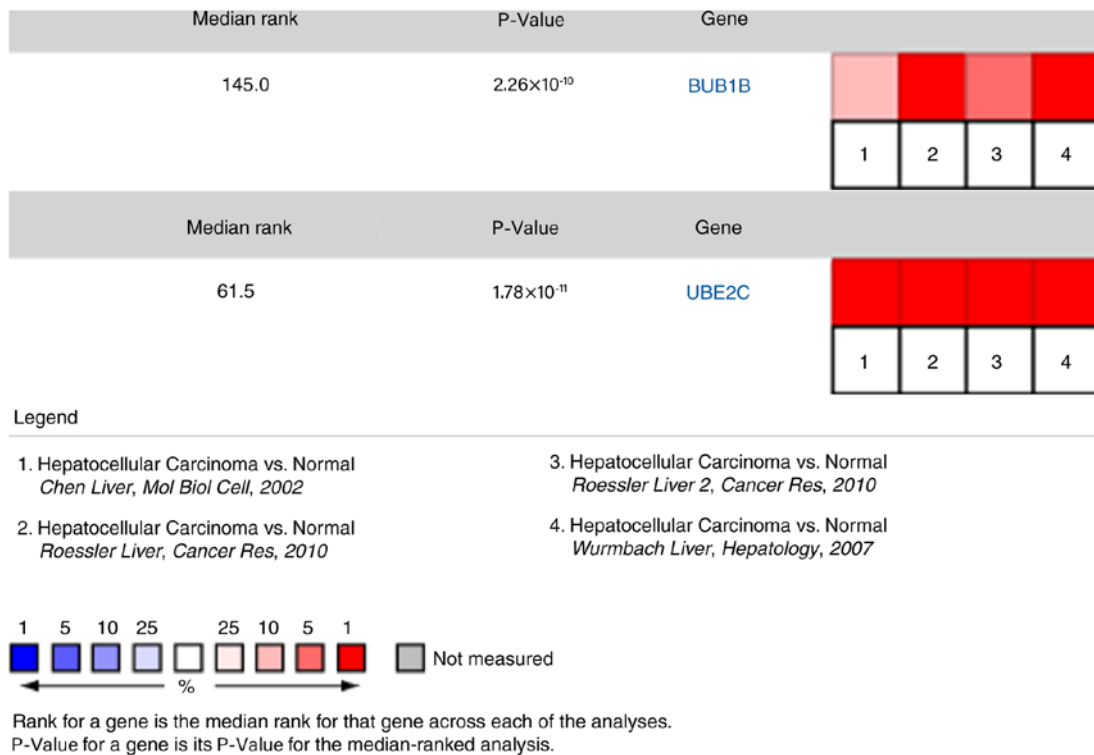 Median rank P-Value Gene
145.0 2.26×10⁻¹⁰ BUB1B
1 2 3 4
Median rank P-Value Gene
61.5 1.78×10⁻¹¹ UBE2C
1 2 3 4
Legend
1. Hepatocellular Carcinoma vs. Normal
Chen Liver, Mol Biol Cell, 2002
2. Hepatocellular Carcinoma vs. Normal
Roessler Liver, Cancer Res, 2010
3. Hepatocellular Carcinoma vs. Normal
Roessler Liver 2, Cancer Res, 2010
4. Hepatocellular Carcinoma vs. Normal
Wurmbach Liver, Hepatology, 2007
1 5 10 25 25 10 5 1
Not measured
%
Rank for a gene is the median rank for that gene across each of the analyses.
P-Value for a gene is its P-Value for the median-ranked analysis.